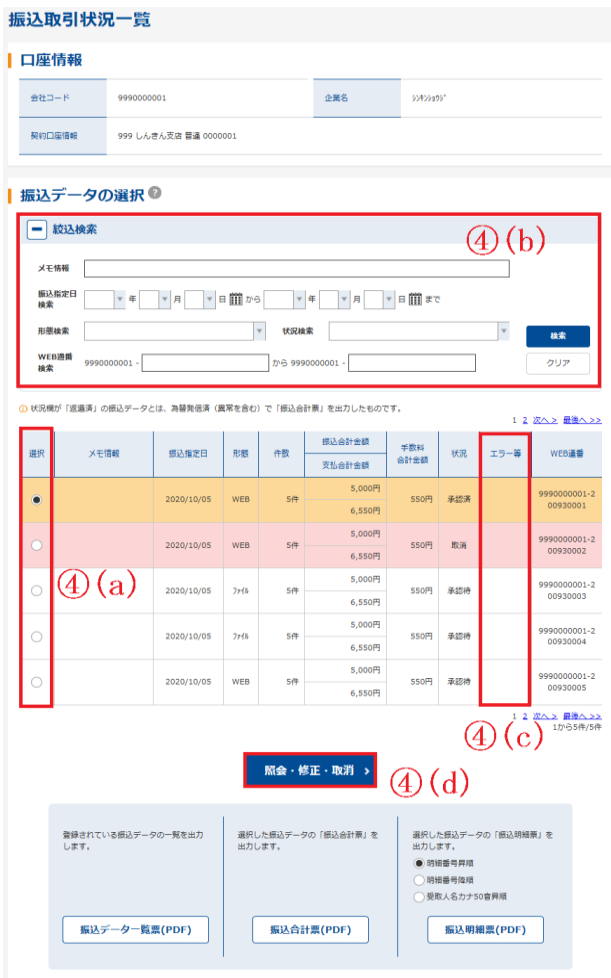 振込取引状況一覧
口座情報
会社コード 9990000001 企業名 ｼﾝｷﾝｼｮｳｼﾞ
契約口座情報 999 しんきん支店 普通 0000001
振込データの選択 ?
絞込検索
④(b)
メモ情報
振込指定日検索 年 月 日 から 年 月 日 まで
形態検索 状況検索 検索
WEB通番検索 9990000001 - から 9990000001 - クリア
状況欄が「返還済」の振込データとは、為替発信済（異常を含む）で「振込合計票」を出力したものです。
1 2 次へ > 最後へ >>
選択 メモ情報 振込指定日 形態 件数 振込合計金額 支払合計金額 手数料合計金額 状況 エラー等 WEB通番
2020/10/05 WEB 5件 5,000円 6,550円 550円 承認済 9990000001-200930001
2020/10/05 WEB 5件 5,000円 6,550円 550円 取消 9990000001-200930002
④(a)
2020/10/05 ﾌｧｲﾙ 5件 5,000円 6,550円 550円 承認待 9990000001-200930003
2020/10/05 ﾌｧｲﾙ 5件 5,000円 6,550円 550円 承認待 9990000001-200930004
2020/10/05 WEB 5件 5,000円 6,550円 550円 承認待 9990000001-200930005
1 2 次へ > 最後へ >>
1から5件/5件
④(c)
照会・修正・取消 >
④(d)
登録されている振込データの一覧を出力します。
振込データ一覧票(PDF)
選択した振込データの「振込合計票」を出力します。
振込合計票(PDF)
選択した振込データの「振込明細票」を出力します。
明細番号昇順
明細番号降順
受取人名カナ50音昇順
振込明細票(PDF)